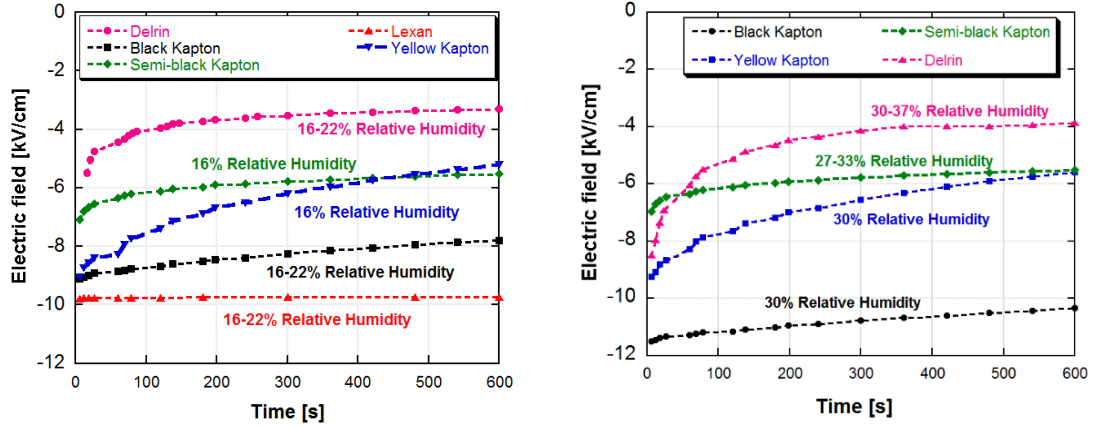 Delrin
Lexan
Black Kapton
Yellow Kapton
Semi-black Kapton
0
-2
-4
-6
-8
-10
-12
Electric field [kV/cm]
16-22% Relative Humidity
16% Relative Humidity
16% Relative Humidity
16-22% Relative Humidity
16-22% Relative Humidity
0 100 200 300 400 500 600
Time [s]
Black Kapton
Semi-black Kapton
Yellow Kapton
Delrin
0
-2
-4
-6
-8
-10
-12
Electric field [kV/cm]
30-37% Relative Humidity
27-33% Relative Humidity
30% Relative Humidity
30% Relative Humidity
0 100 200 300 400 500 600
Time [s]